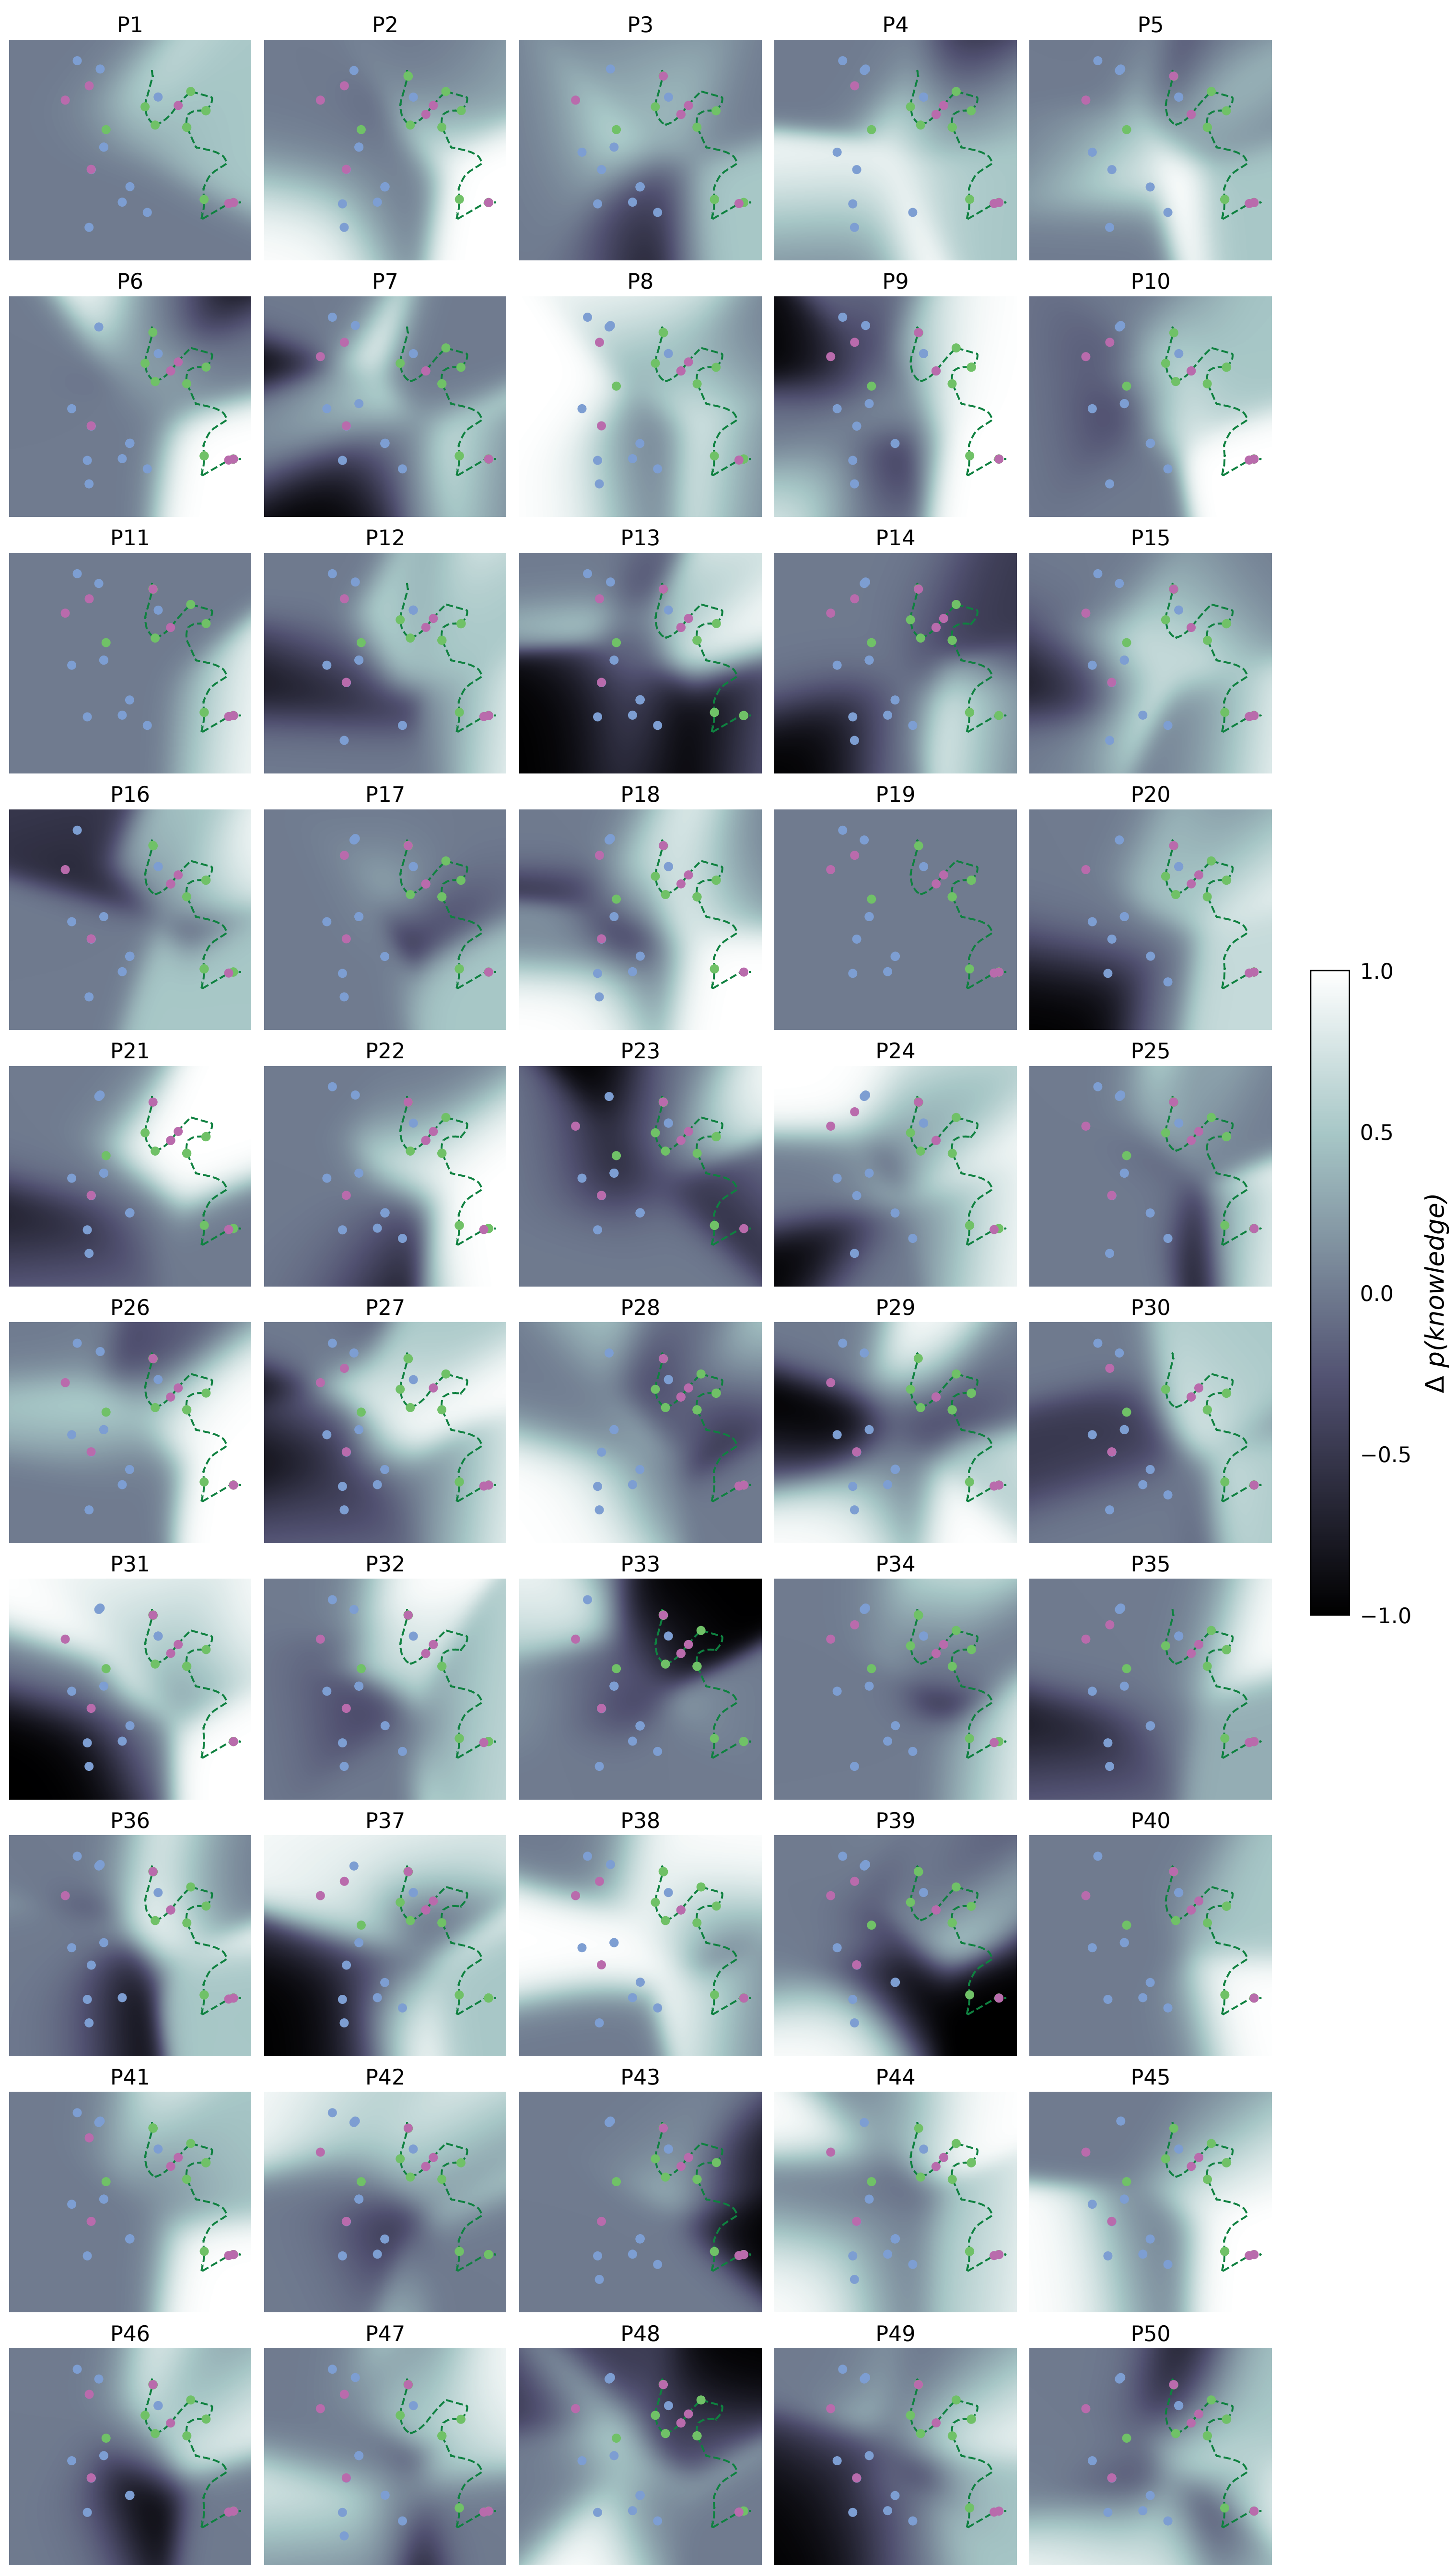 P1 P2 P3 P4 P5
P6 P7 P8 P9 P10
P11 P12 P13 P14 P15
P16 P17 P18 P19 P20
P21 P22 P23 P24 P25
P26 P27 P28 P29 P30
P31 P32 P33 P34 P35
P36 P37 P38 P39 P40
P41 P42 P43 P44 P45
P46 P47 P48 P49 P50
1.0
0.5
0.0
−0.5
−1.0
Δ p(knowledge)